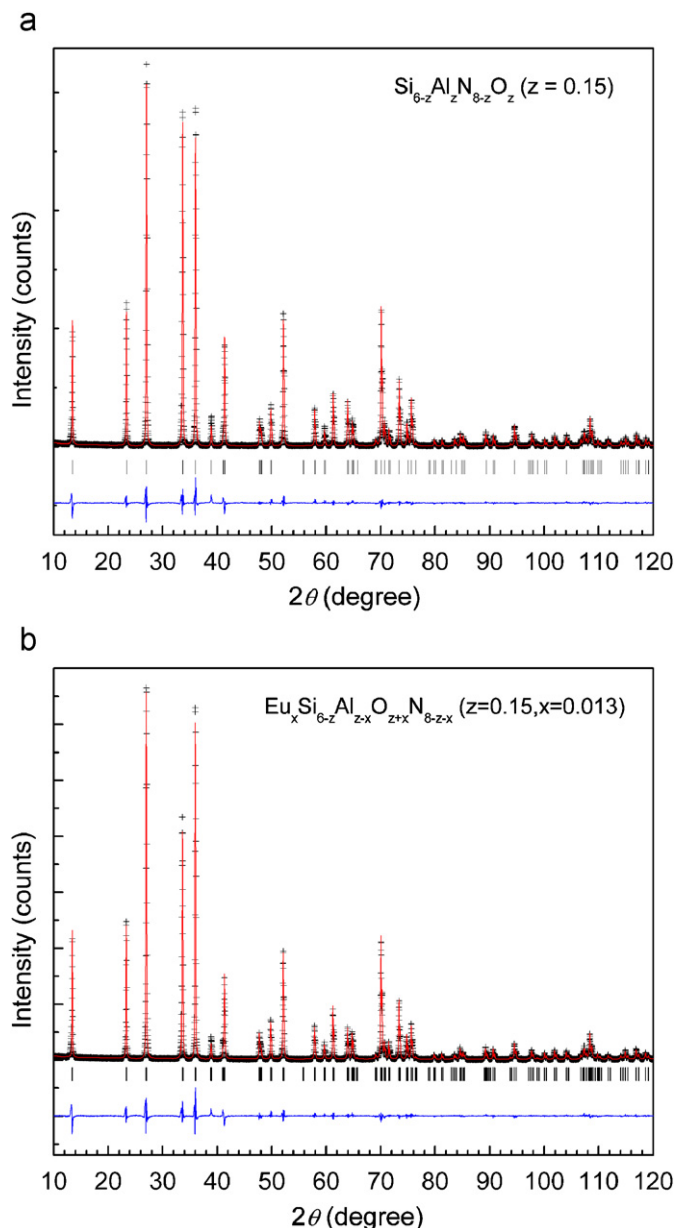 a
Si6-zAlzN8-zOz (z = 0.15)
Intensity (counts)
10 20 30 40 50 60 70 80 90 100 110 120
2θ (degree)
b
EuxSi6-zAlz-xOz+xN8-z-x (z=0.15,x=0.013)
Intensity (counts)
10 20 30 40 50 60 70 80 90 100 110 120
2θ (degree)